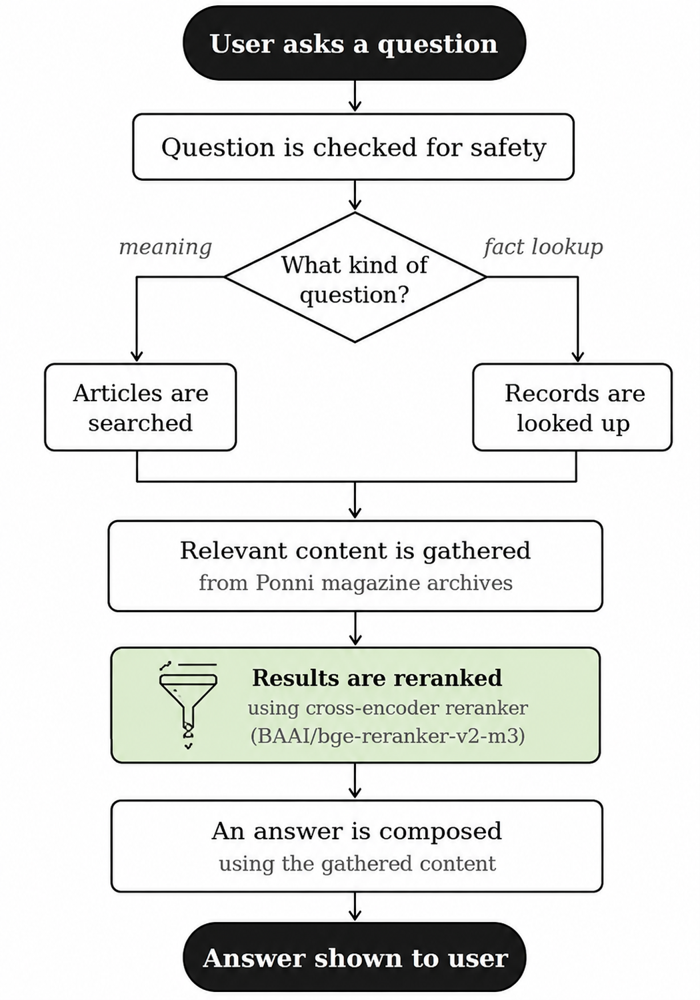 User asks a question
Question is checked for safety
meaning
fact lookup
What kind of
question?
Articles are
searched
Records are
looked up
Relevant content is gathered
from Ponni magazine archives
Results are reranked
using cross-encoder reranker
(BAAI/bge-reranker-v2-m3)
An answer is composed
using the gathered content
Answer shown to user